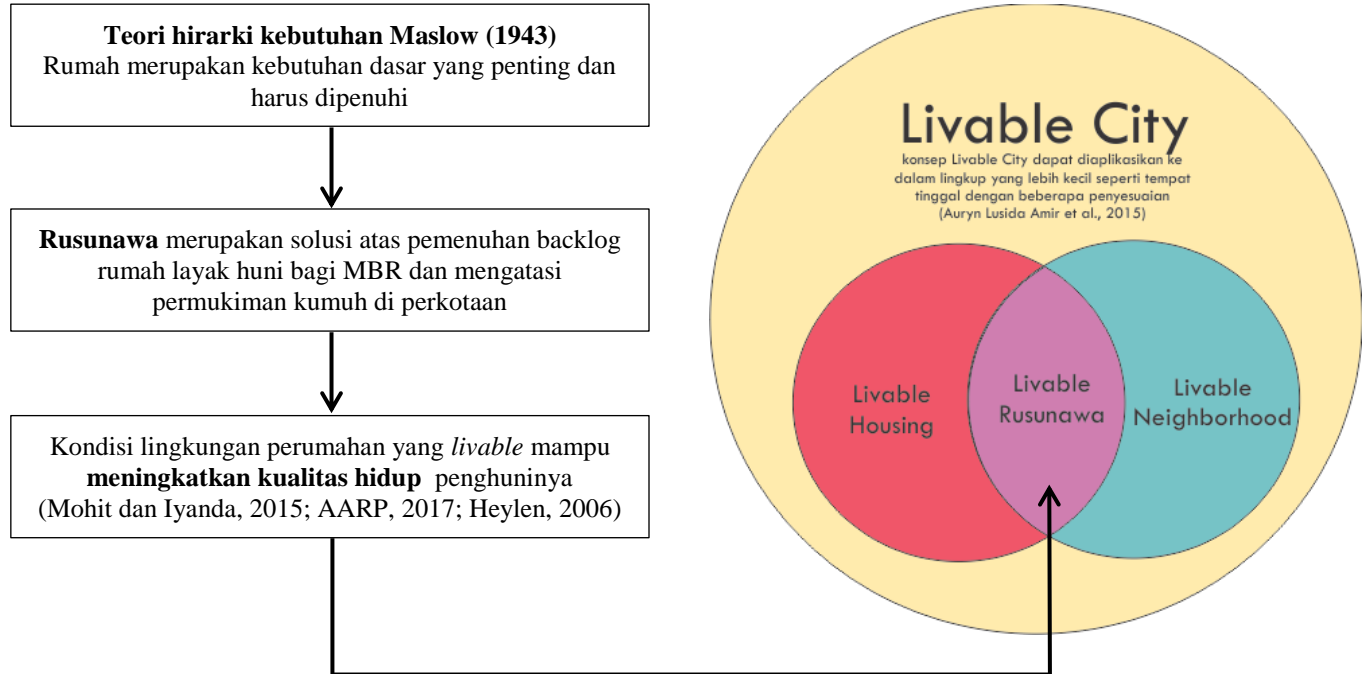 Teori hirarki kebutuhan Maslow (1943)
Rumah merupakan kebutuhan dasar yang penting dan
harus dipenuhi
Rusunawa merupakan solusi atas pemenuhan backlog
rumah layak huni bagi MBR dan mengatasi
permukiman kumuh di perkotaan
Kondisi lingkungan perumahan yang livable mampu
meningkatkan kualitas hidup penghuninya
(Mohit dan Iyanda, 2015; AARP, 2017; Heylen, 2006)
Livable City
konsep Livable City dapat diaplikasikan ke
dalam lingkup yang lebih kecil seperti tempat
tinggal dengan beberapa penyesuaian
(Auryn Lusida Amir et al., 2015)
Livable
Housing
Livable
Rusunawa
Livable
Neighborhood